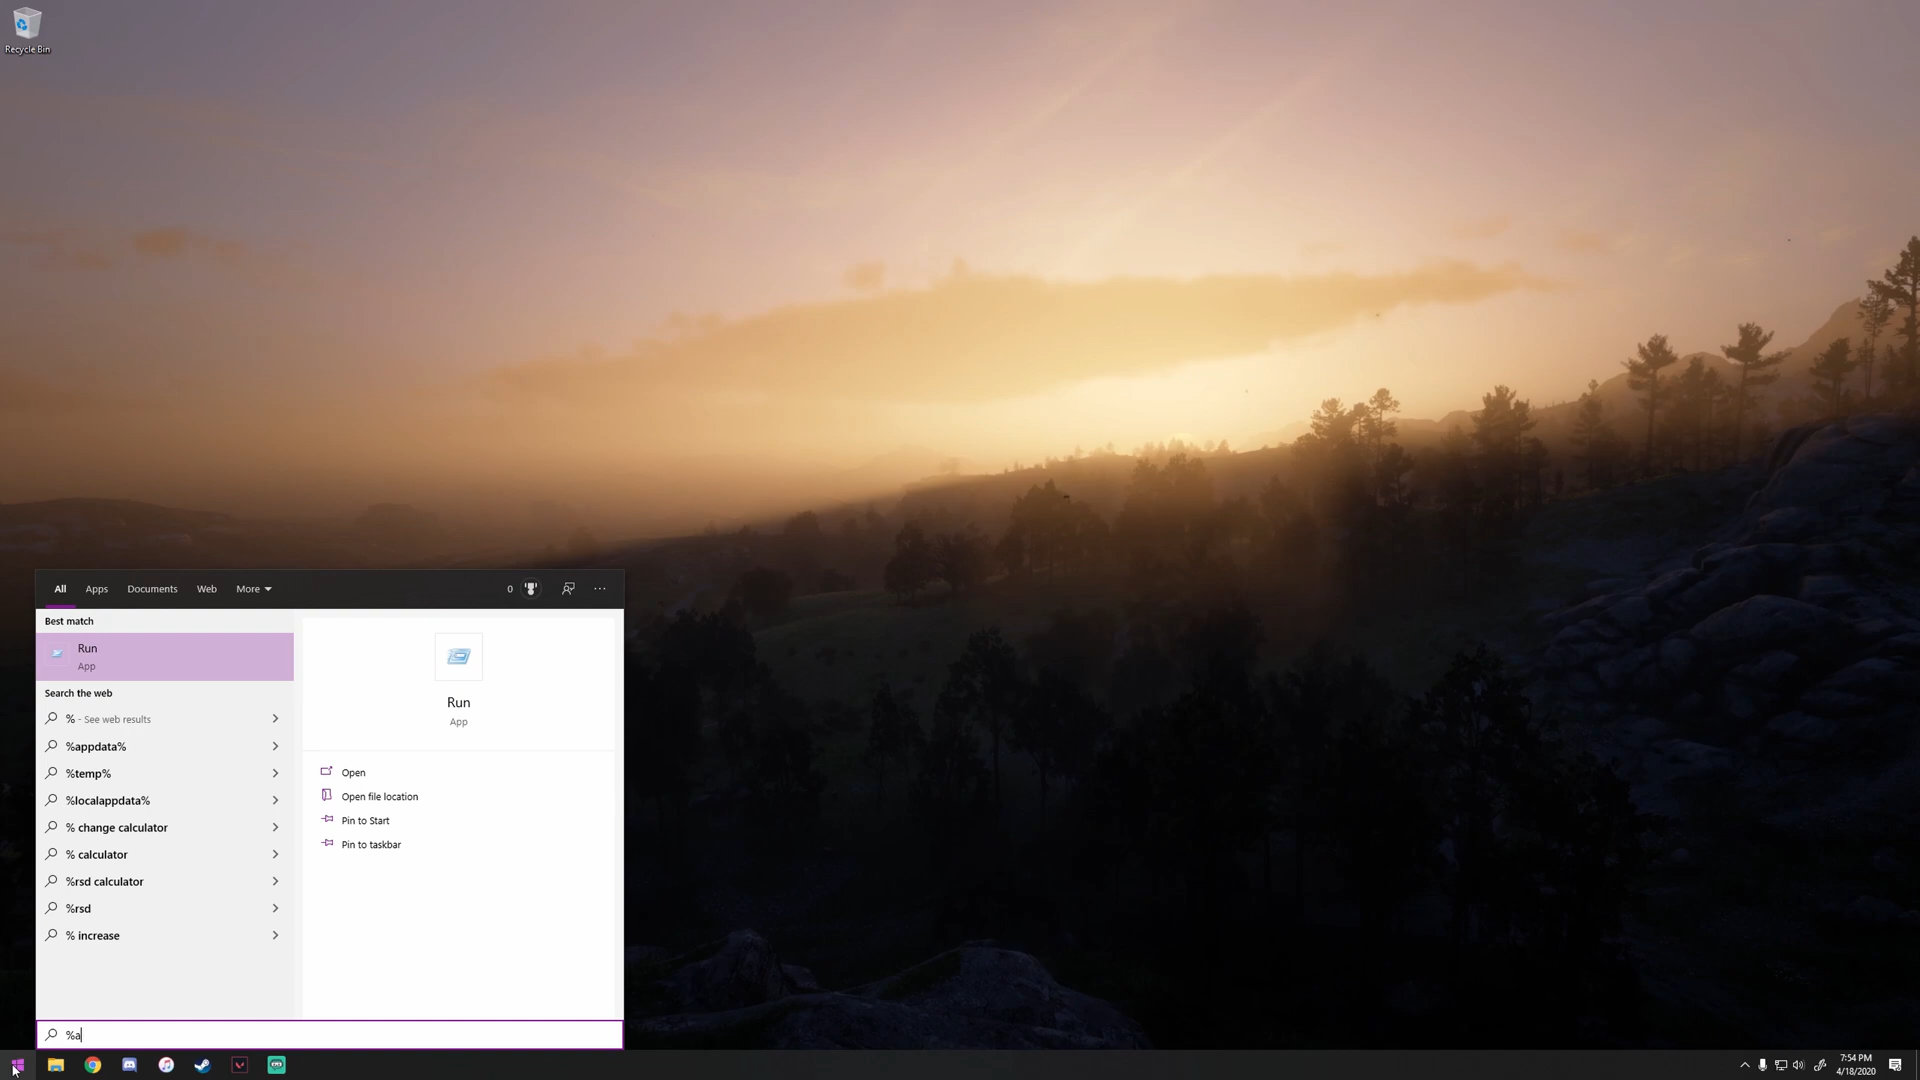 Recycle Bin
All Apps Documents Web More 0 ...
Best match
Run
App
Search the web
% - See web results
%appdata%
%temp%
%localappdata%
% change calculator
% calculator
%rsd calculator
%rsd
% increase
Run
App
Open
Open file location
Pin to Start
Pin to taskbar
%a
7:54 PM
4/18/2020